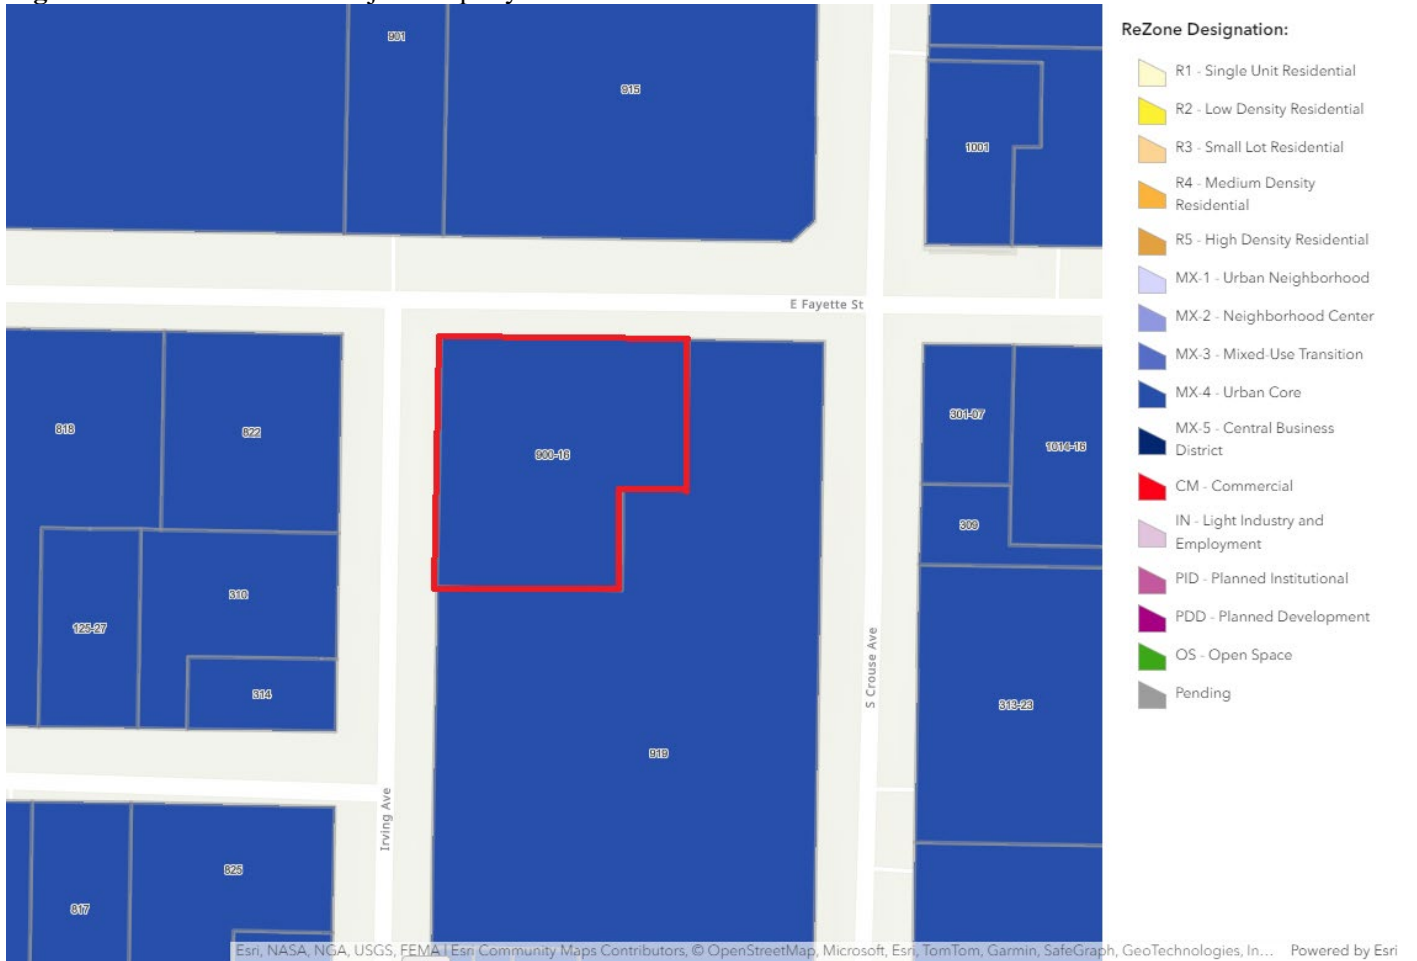 901
915
1001
E Fayette St
818
822
900-16
301-07
1014-16
309
310
125-27
314
S Crouse Ave
313-23
919
Irving Ave
825
817
ReZone Designation:
R1 - Single Unit Residential
R2 - Low Density Residential
R3 - Small Lot Residential
R4 - Medium Density
Residential
R5 - High Density Residential
MX-1 - Urban Neighborhood
MX-2 - Neighborhood Center
MX-3 - Mixed-Use Transition
MX-4 - Urban Core
MX-5 - Central Business
District
CM - Commercial
IN - Light Industry and
Employment
PID - Planned Institutional
PDD - Planned Development
OS - Open Space
Pending
Esri, NASA, NGA, USGS, FEMA | Esri Community Maps Contributors, © OpenStreetMap, Microsoft, Esri, TomTom, Garmin, SafeGraph, GeoTechnologies, In... Powered by Esri